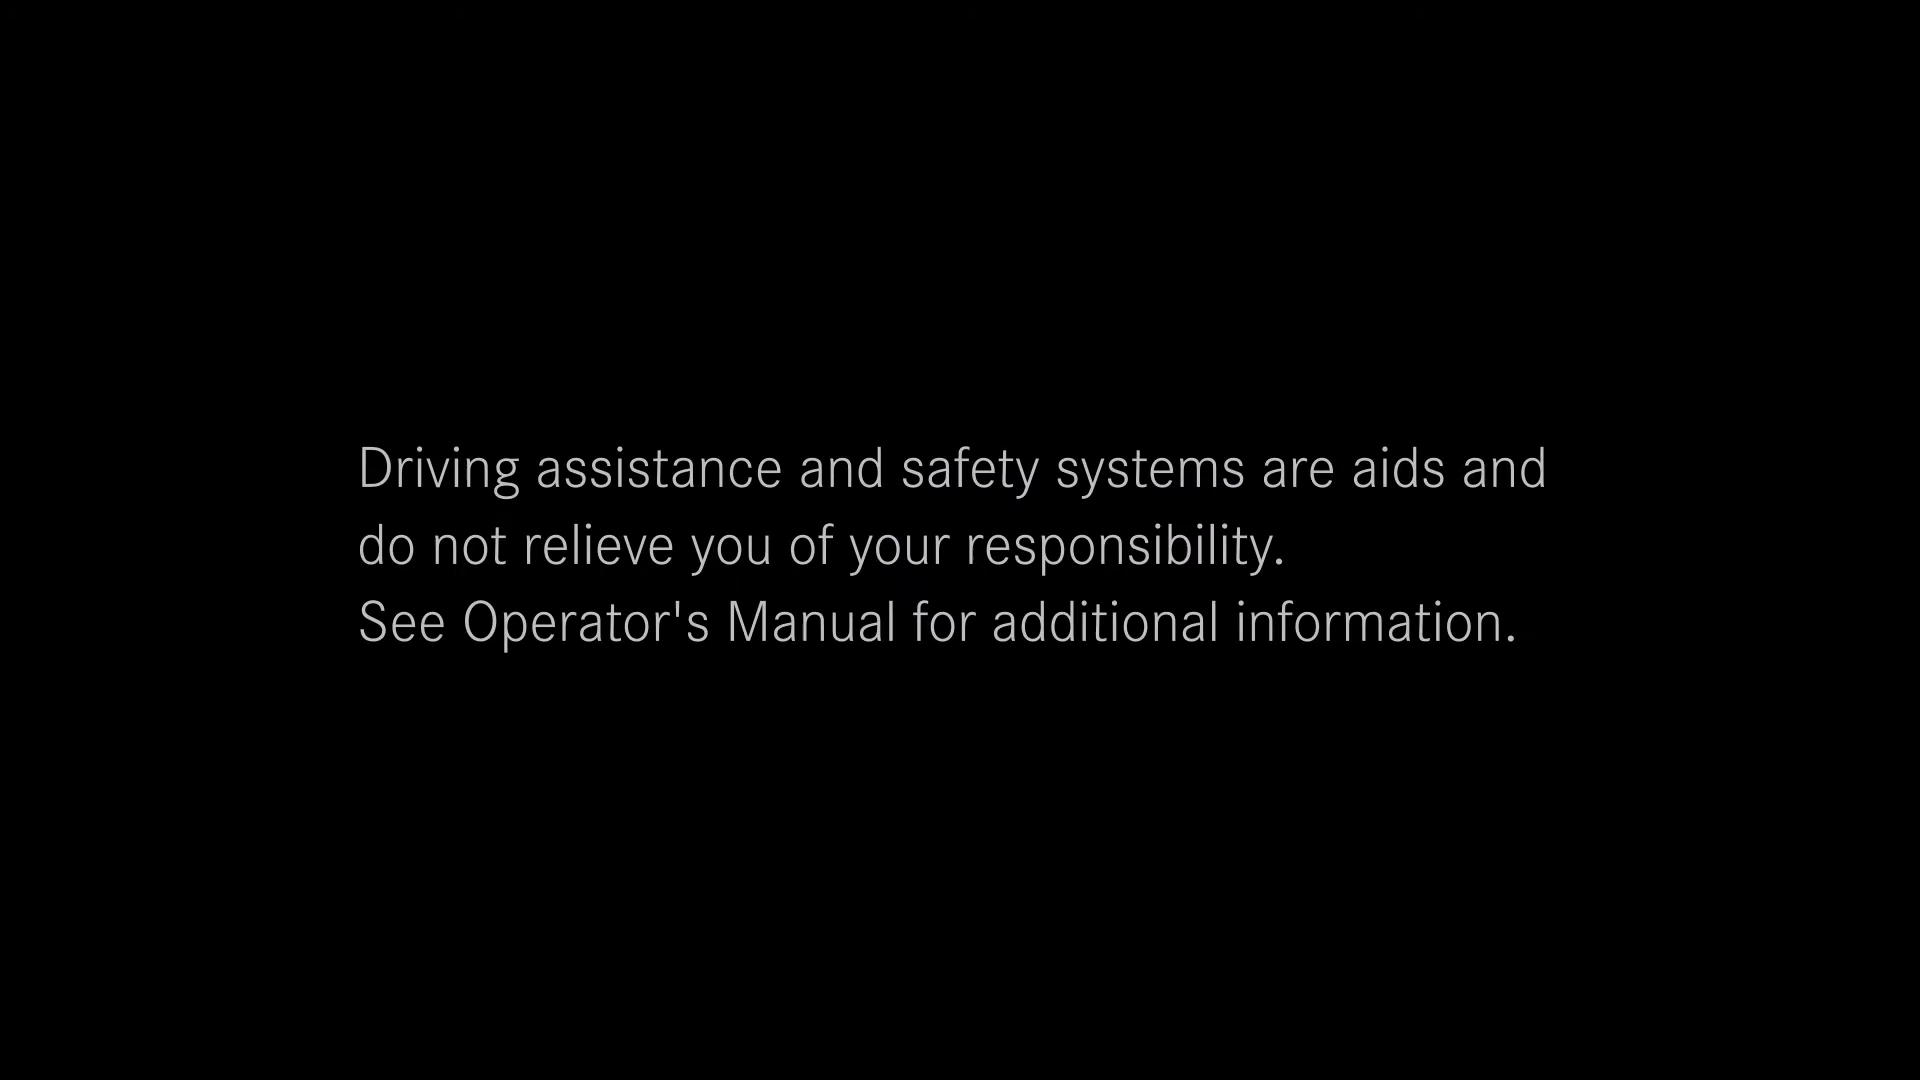 Driving assistance and safety systems are aids and
do not relieve you of your responsibility.
See Operator's Manual for additional information.